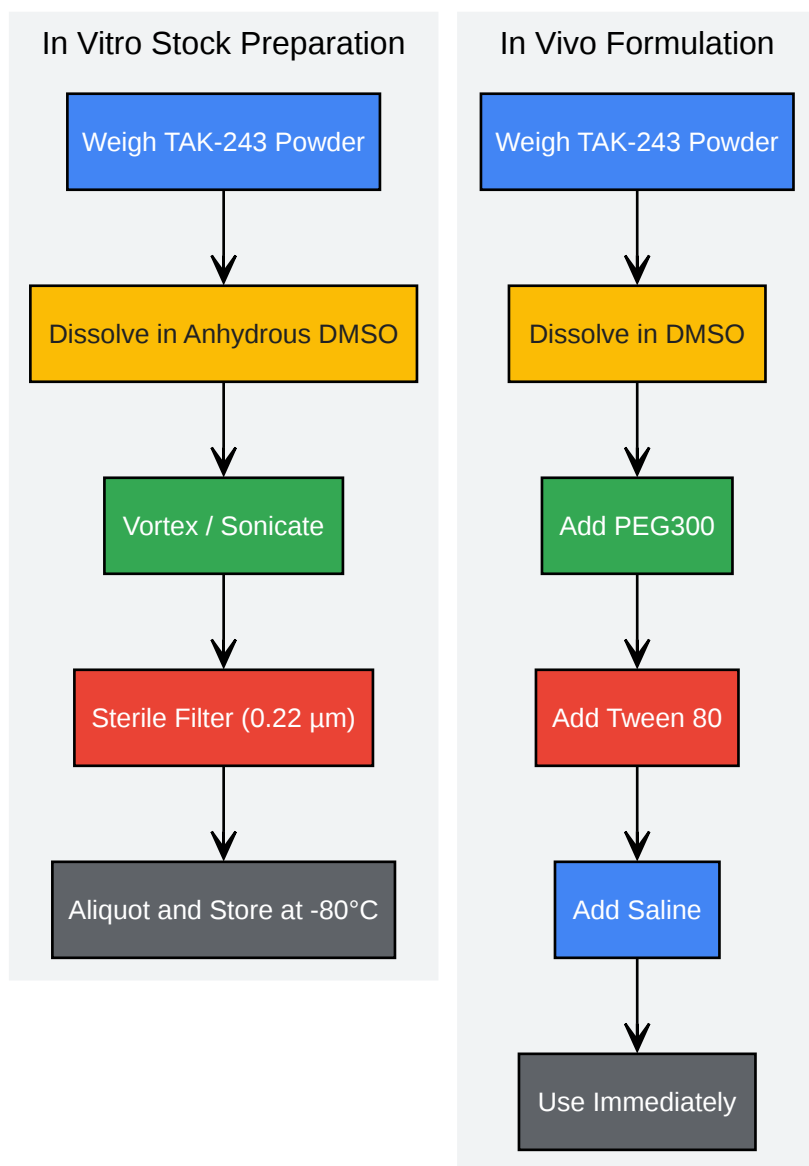 In Vitro Stock Preparation
Weigh TAK-243 Powder
Dissolve in Anhydrous DMSO
Vortex / Sonicate
Sterile Filter (0.22 µm)
Aliquot and Store at -80°C
In Vivo Formulation
Weigh TAK-243 Powder
Dissolve in DMSO
Add PEG300
Add Tween 80
Add Saline
Use Immediately